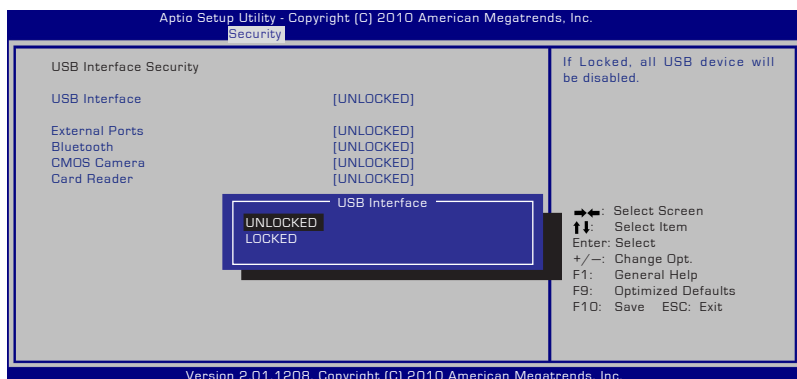 Aptio Setup Utility - Copyright (C) 2010 American Megatrends, Inc.
Security
USB Interface Security
USB Interface [UNLOCKED]
External Ports [UNLOCKED]
Bluetooth [UNLOCKED]
CMOS Camera [UNLOCKED]
Card Reader [UNLOCKED]
USB Interface
UNLOCKED
LOCKED
If Locked, all USB device will
be disabled.
→←: Select Screen
↑↓: Select Item
Enter: Select
+/—: Change Opt.
F1: General Help
F9: Optimized Defaults
F10: Save ESC: Exit
Version 2.01.1208. Copyright (C) 2010 American Megatrends, Inc.